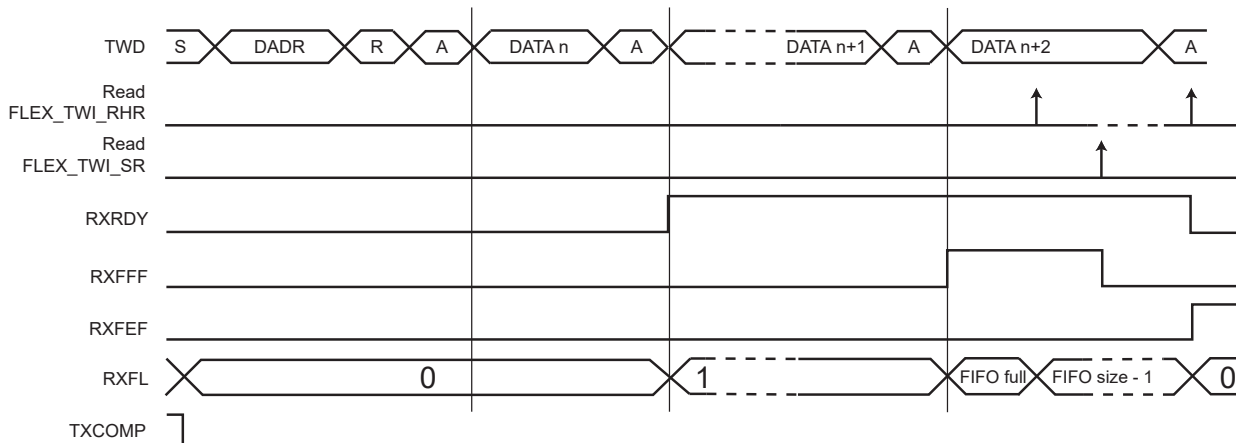 TWD S DADR R A DATA n A DATA n+1 A DATA n+2 A
Read
FLEX_TWI_RHR
Read
FLEX_TWI_SR
RXRDY
RXFFF
RXFEF
RXFL 0 1 FIFO full FIFO size - 1 0
TXCOMP